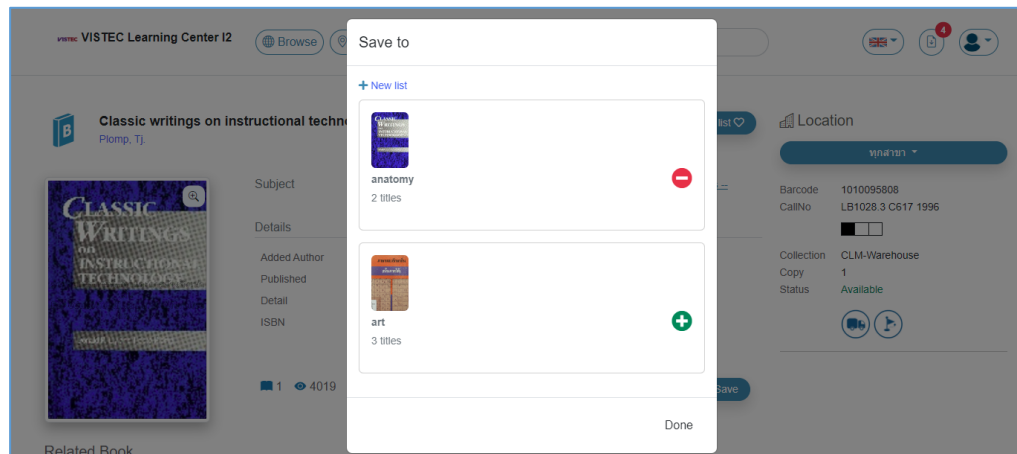 VISTEC VISTEC Learning Center I2
Browse
4
Save to
+ New list
anatomy
2 titles
art
3 titles
Done
B
Classic writings on instructional techn
Plomp, Tj.
list
CLASSIC
WRITINGS
on
INSTRUCTIONAL
TECHNOLOGY
Subject
Details
Added Author
Published
Detail
ISBN
1 4019
Save
Location
ทุกสาขา
Barcode 1010095808
CallNo LB1028.3 C617 1996
Collection CLM-Warehouse
Copy 1
Status Available
Related Book